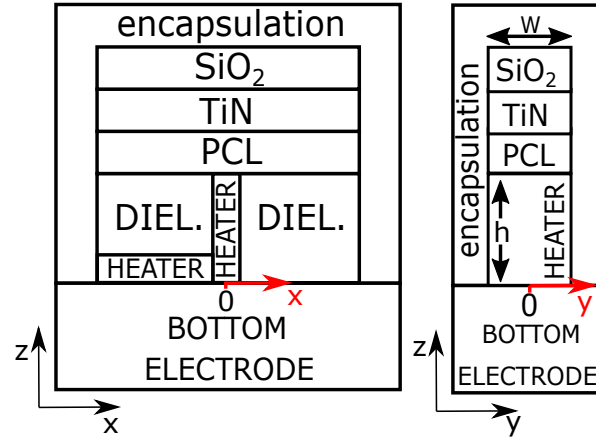 encapsulation
SiO₂
TiN
PCL
DIEL.
HEATER
DIEL.
HEATER
0
x
BOTTOM
ELECTRODE
z
x
W
encapsulation
SiO₂
TiN
PCL
h
HEATER
0
y
BOTTOM
ELECTRODE
z
y